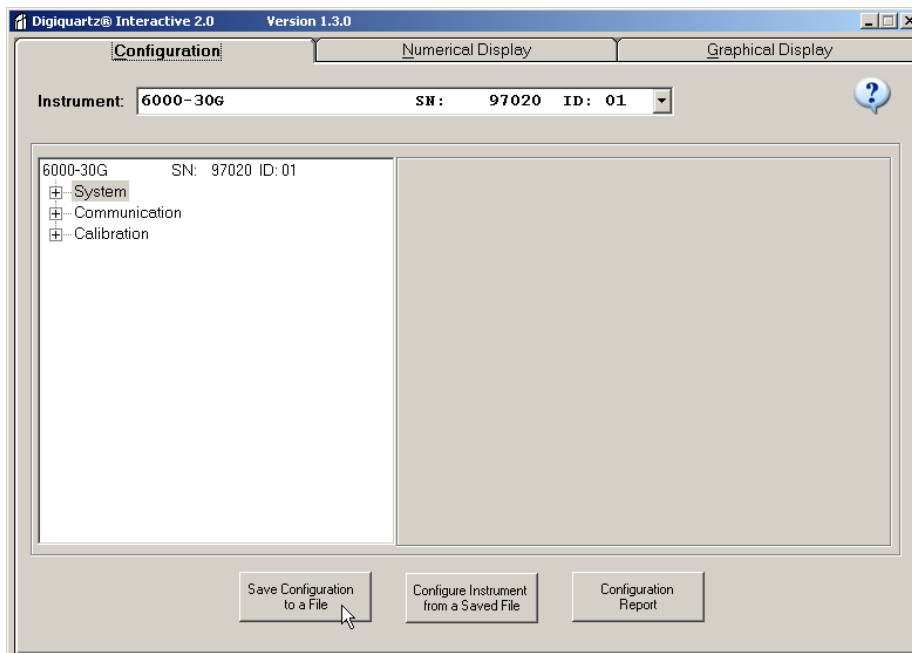 Digiquartz® Interactive 2.0 Version 1.3.0
Configuration Numerical Display Graphical Display
Instrument: 6000-30G SN: 97020 ID: 01
?
6000-30G SN: 97020 ID: 01
System
Communication
Calibration
Save Configuration
to a File
Configure Instrument
from a Saved File
Configuration
Report